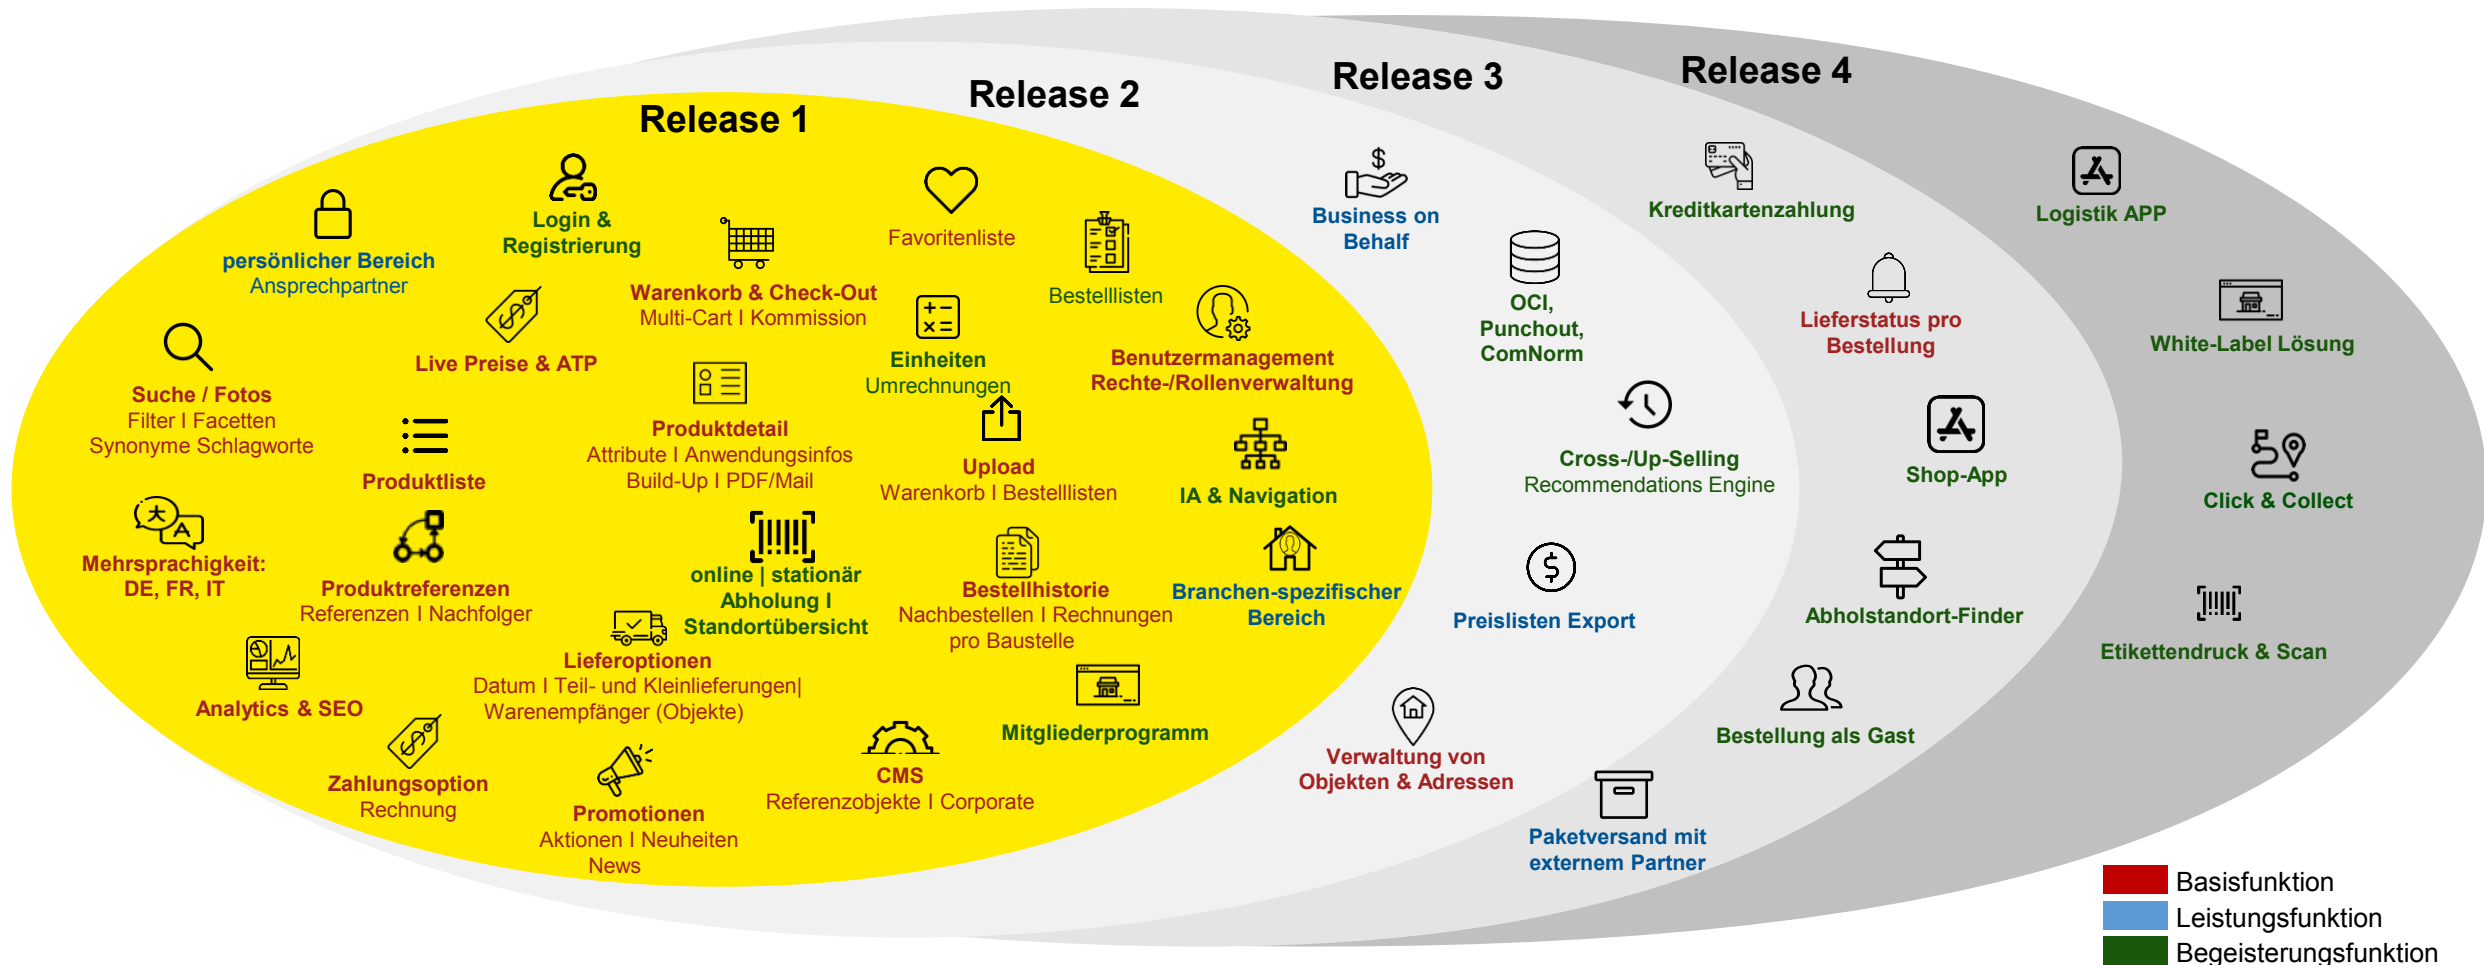 Release 1
Release 2
Release 3
Release 4
persönlicher Bereich
Ansprechpartner
Login &
Registrierung
Favoritenliste
Warenkorb & Check-Out
Multi-Cart I Kommission
Bestelllisten
Live Preise & ATP
Einheiten
Umrechnungen
Benutzermanagement
Rechte-/Rollenverwaltung
Suche / Fotos
Filter I Facetten
Synonyme Schlagworte
Produktliste
Produktdetail
Attribute I Anwendungsinfos
Build-Up I PDF/Mail
Upload
Warenkorb I Bestelllisten
IA & Navigation
Mehrsprachigkeit:
DE, FR, IT
Produktreferenzen
Referenzen I Nachfolger
online | stationär
Abholung I
Standortübersicht
Bestellhistorie
Nachbestellen I Rechnungen
pro Baustelle
Branchen-spezifischer
Bereich
Analytics & SEO
Lieferoptionen
Datum I Teil- und Kleinlieferungen|
Warenempfänger (Objekte)
Mitgliederprogramm
Zahlungsoption
Rechnung
Promotionen
Aktionen I Neuheiten
News
CMS
Referenzobjekte I Corporate
Business on
Behalf
OCI,
Punchout,
ComNorm
Cross-/Up-Selling
Recommendations Engine
Preislisten Export
Verwaltung von
Objekten & Adressen
Kreditkartenzahlung
Lieferstatus pro
Bestellung
Shop-App
Abholstandort-Finder
Bestellung als Gast
Paketversand mit
externem Partner
Logistik APP
White-Label Lösung
Click & Collect
Etikettendruck & Scan
Basisfunktion
Leistungsfunktion
Begeisterungsfunktion